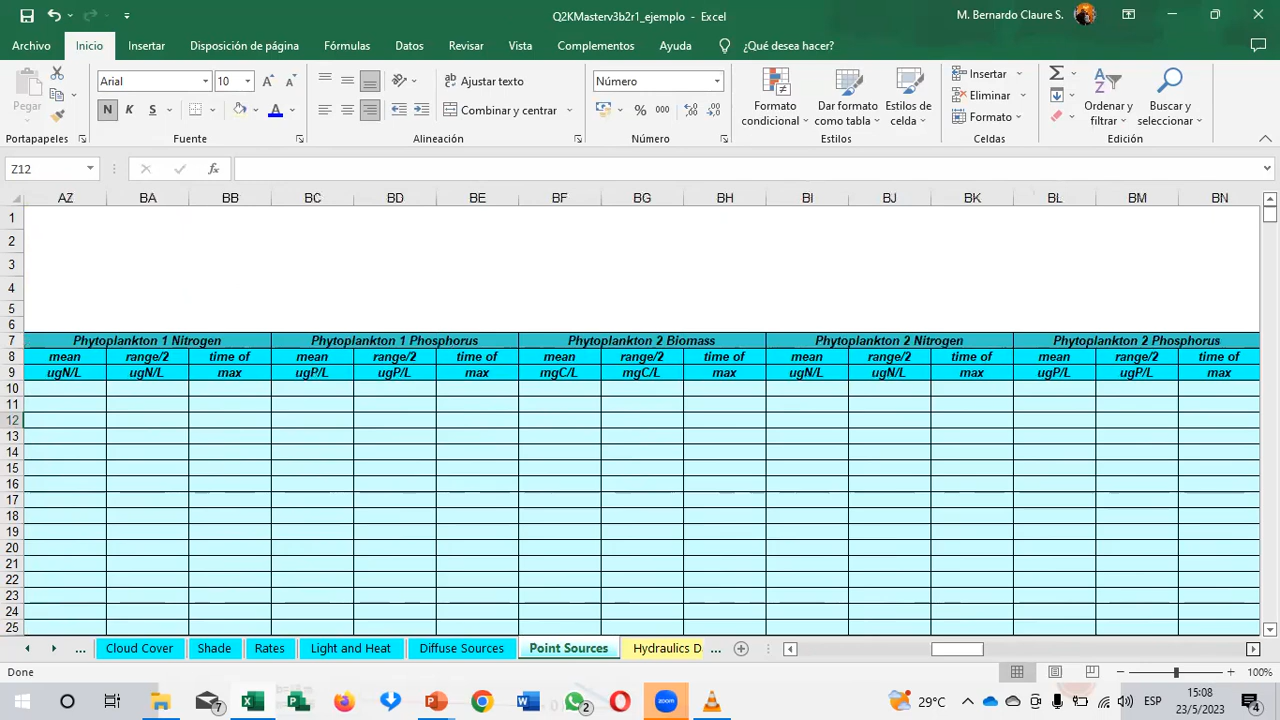 Q2KMasterv3b2r1_ejemplo - Excel
M. Bernardo Claure S.
Archivo Inicio Insertar Disposición de página Fórmulas Datos Revisar Vista Complementos Ayuda ¿Qué desea hacer?
Pegar
Arial 10
N K S
Ajustar texto
Combinar y centrar
Número
% 000
Formato condicional
Dar formato como tabla
Estilos de celda
Insertar
Eliminar
Formato
Ordenar y filtrar
Buscar y seleccionar
Portapapeles Fuente Alineación Número Estilos Celdas Edición
Z12
AZ BA BB BC BD BE BF BG BH BI BJ BK BL BM BN
1
2
3
4
5
6
7 Phytoplankton 1 Nitrogen Phytoplankton 1 Phosphorus Phytoplankton 2 Biomass Phytoplankton 2 Nitrogen Phytoplankton 2 Phosphorus
8 mean range/2 time of mean range/2 time of mean range/2 time of mean range/2 time of mean range/2 time of
9 ugN/L ugN/L max ugP/L ugP/L max mgC/L mgC/L max ugN/L ugN/L max ugP/L ugP/L max
10
11
12
13
14
15
16
17
18
19
20
21
22
23
24
25
... Cloud Cover Shade Rates Light and Heat Diffuse Sources Point Sources Hydraulics D ...
Done
100%
7
2
zoom
29°C
ESP
15:08
23/5/2023
4